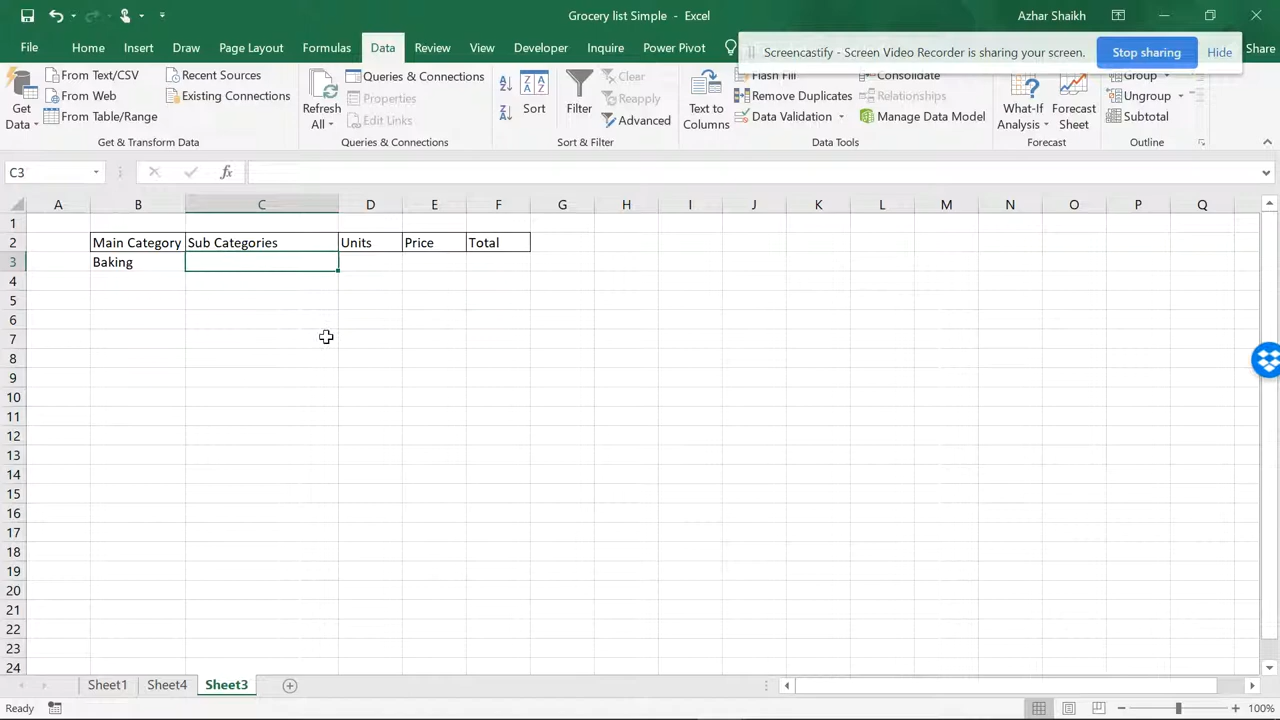 Grocery list Simple - Excel
Azhar Shaikh
File Home Insert Draw Page Layout Formulas Data Review View Developer Inquire Power Pivot
Screencastify - Screen Video Recorder is sharing your screen. Stop sharing Hide
Share
Get Data
From Text/CSV
From Web
From Table/Range
Recent Sources
Existing Connections
Get & Transform Data
Refresh All
Queries & Connections
Properties
Edit Links
Queries & Connections
Sort
Filter
Clear
Reapply
Advanced
Sort & Filter
Text to Columns
Flash Fill
Remove Duplicates
Data Validation
Consolidate
Relationships
Manage Data Model
Data Tools
What-If Analysis
Forecast Sheet
Forecast
Group
Ungroup
Subtotal
Outline
C3
fx
A B C D E F G H I J K L M N O P Q
1
2 Main Category Sub Categories Units Price Total
3 Baking
4
5
6
7
8
9
10
11
12
13
14
15
16
17
18
19
20
21
22
23
24
Sheet1 Sheet4 Sheet3
Ready
100%